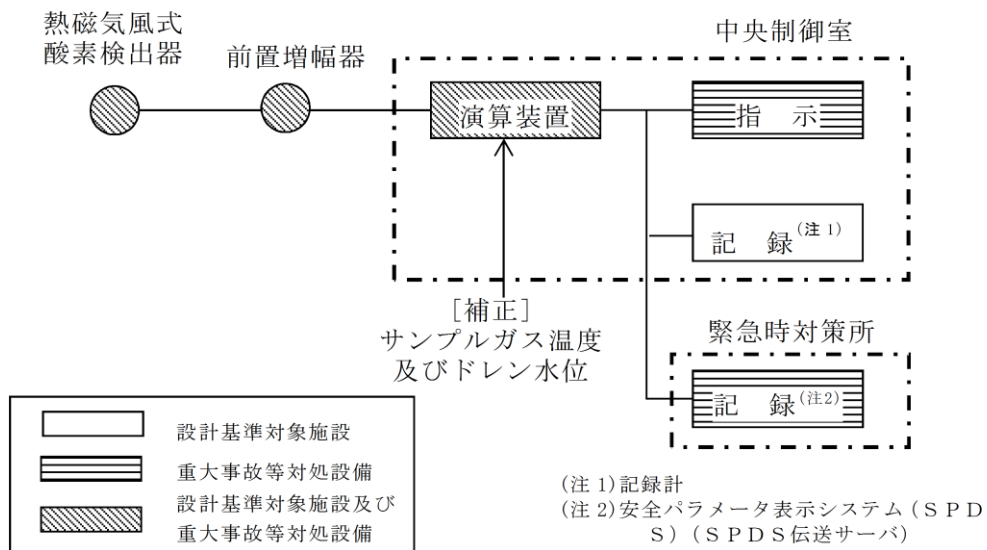 熱磁気風式
酸素検出器
前置増幅器
中央制御室
演算装置
指 示
記 録(注 1)
[補正]
サンプルガス温度
及びドレン水位
緊急時対策所
記 録(注2)
設計基準対象施設
重大事故等対処設備
設計基準対象施設及び
重大事故等対処設備
(注 1)記録計
(注 2)安全パラメータ表示システム(SPD
S)(SPDS伝送サーバ)